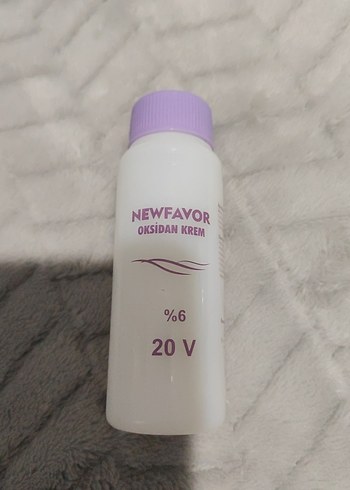 NEWFAVOR
OKSİDAN KREM
%6
20 V